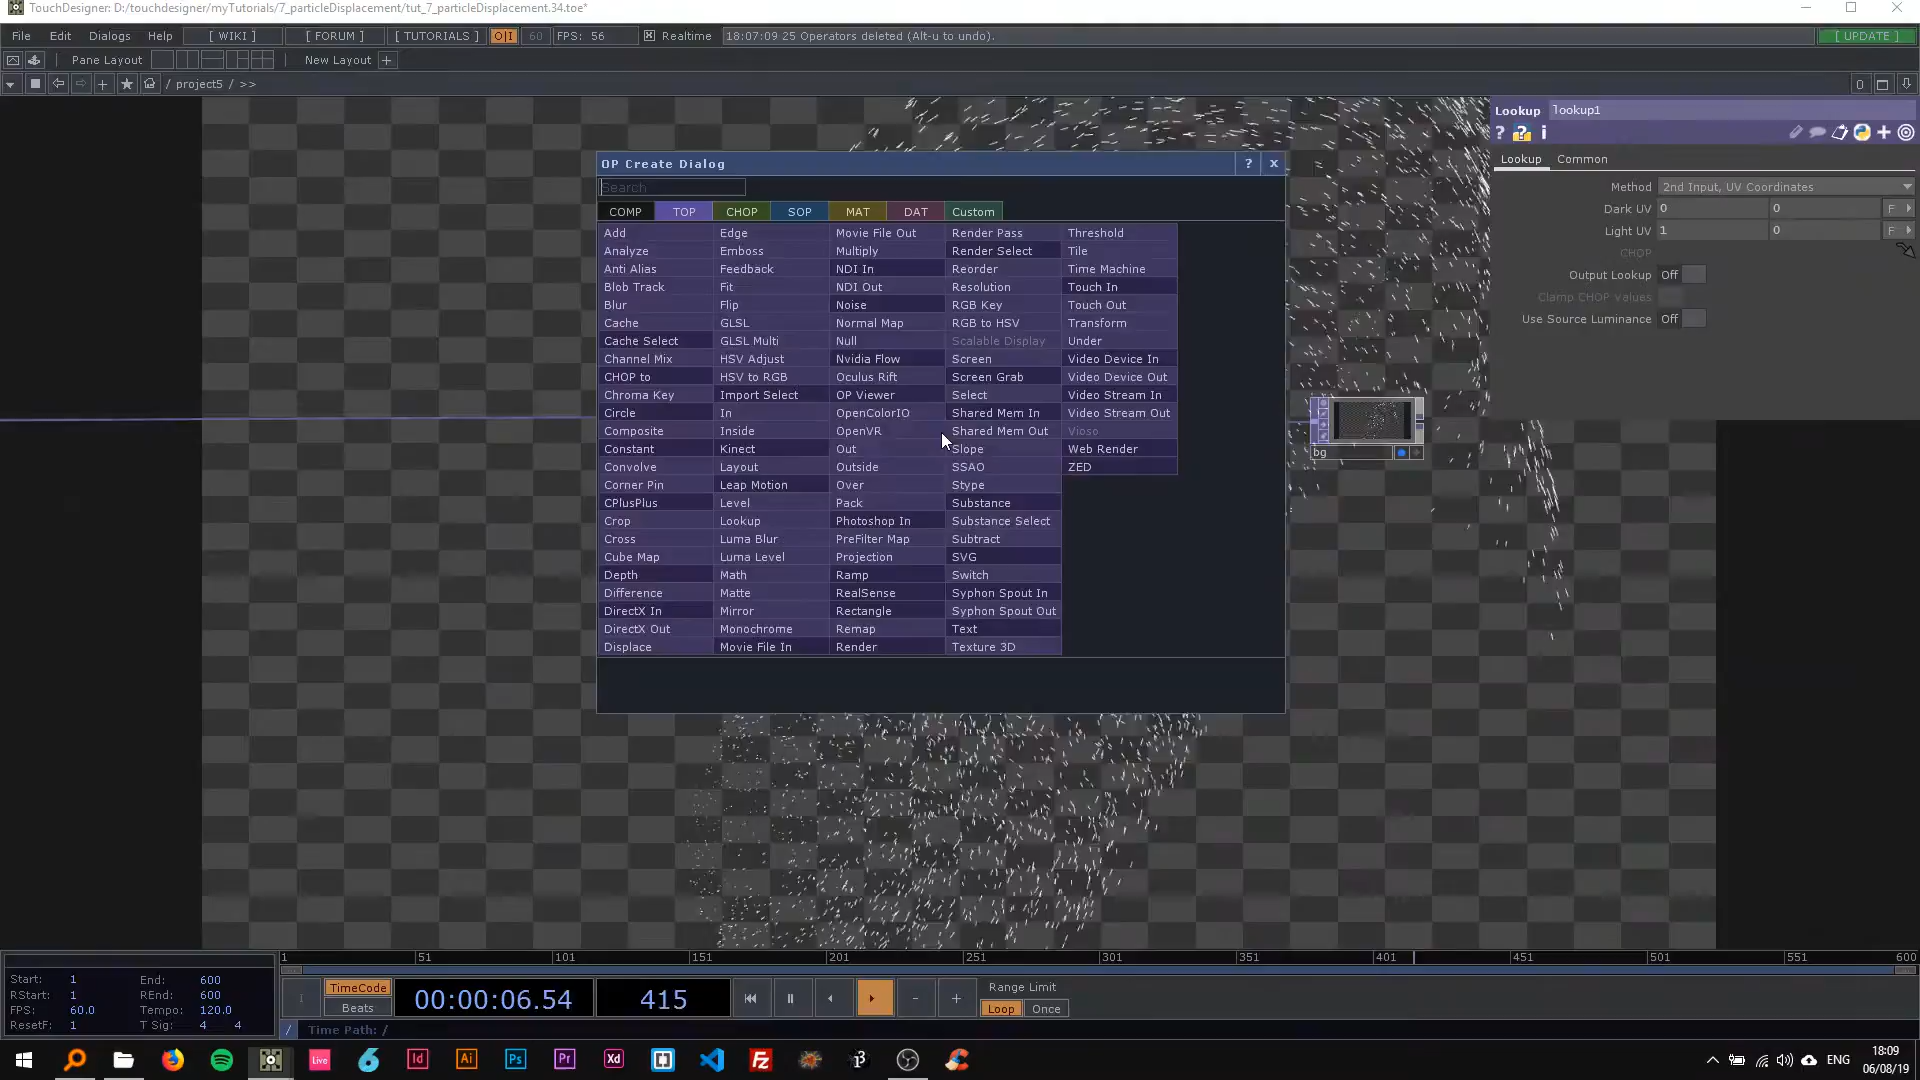 TouchDesigner: D:/touchdesigner/myTutorials/7_particleDisplacement/tut_7_particleDisplacement.34.toe*
File Edit Dialogs Help [ WIKI ] [ FORUM ] [ TUTORIALS ] O|I 60 FPS: 56 Realtime 18:07:09 25 Operators deleted (Alt-u to undo). [ UPDATE ]
Pane Layout New Layout +
/ project5 / >> 0
Lookup lookup1
? ? i
Lookup Common
Method 2nd Input, UV Coordinates
Dark UV 0 0 F
Light UV 1 0 F
CHOP
Output Lookup Off
Clamp CHOP values
Use Source Luminance Off
OP Create Dialog ? x
Search
COMP TOP CHOP SOP MAT DAT Custom
Add Edge Movie File Out Render Pass Threshold
Analyze Emboss Multiply Render Select Tile
Anti Alias Feedback NDI In Reorder Time Machine
Blob Track Fit NDI Out Resolution Touch In
Blur Flip Noise RGB Key Touch Out
Cache GLSL Normal Map RGB to HSV Transform
Cache Select GLSL Multi Null Scalable Display Under
Channel Mix HSV Adjust Nvidia Flow Screen Video Device In
CHOP to HSV to RGB Oculus Rift Screen Grab Video Device Out
Chroma Key Import Select OP Viewer Select Video Stream In
Circle In OpenColorIO Shared Mem In Video Stream Out
Composite Inside OpenVR Shared Mem Out Vioso
Constant Kinect Out Slope Web Render
Convolve Layout Outside SSAO ZED
Corner Pin Leap Motion Over Stype
CPlusPlus Level Pack Substance
Crop Lookup Photoshop In Substance Select
Cross Luma Blur PreFilter Map Subtract
Cube Map Luma Level Projection SVG
Depth Math Ramp Switch
Difference Matte RealSense Syphon Spout In
DirectX In Mirror Rectangle Syphon Spout Out
DirectX Out Monochrome Remap Text
Displace Movie File In Render Texture 3D
bg
1 51 101 151 201 251 301 351 401 451 501 551 600
Start: 1 End: 600
RStart: 1 REnd: 600
FPS: 60.0 Tempo: 120.0
ResetF: 1 T Sig: 4 4
TimeCode
Beats
00:00:06.54 415
Range Limit
Loop Once
/ Time Path: /
Live Id Ai Ps Pr Xd FZ
ENG 18:09
06/08/19